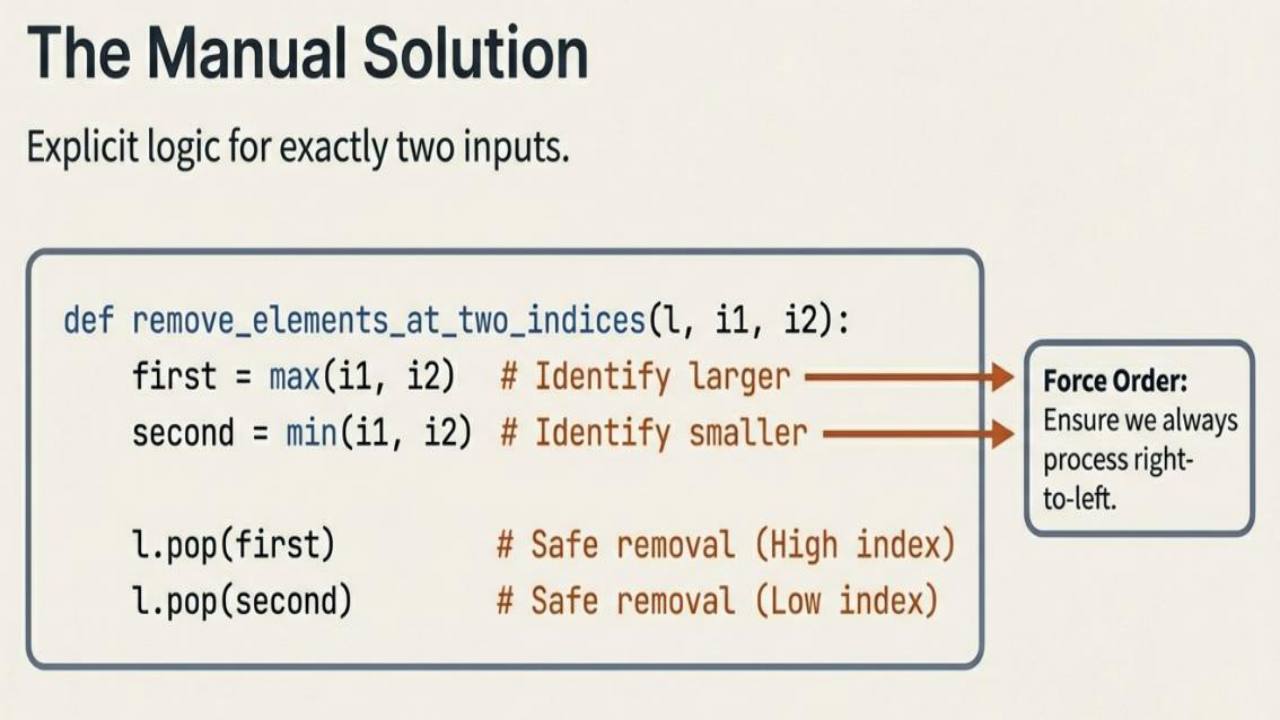 The Manual Solution
Explicit logic for exactly two inputs.
def remove_elements_at_two_indices(l, i1, i2):
    first = max(i1, i2)  # Identify larger
    second = min(i1, i2)  # Identify smaller
    l.pop(first)  # Safe removal (High index)
    l.pop(second)  # Safe removal (Low index)
Force Order:
Ensure we always
process right-
to-left.